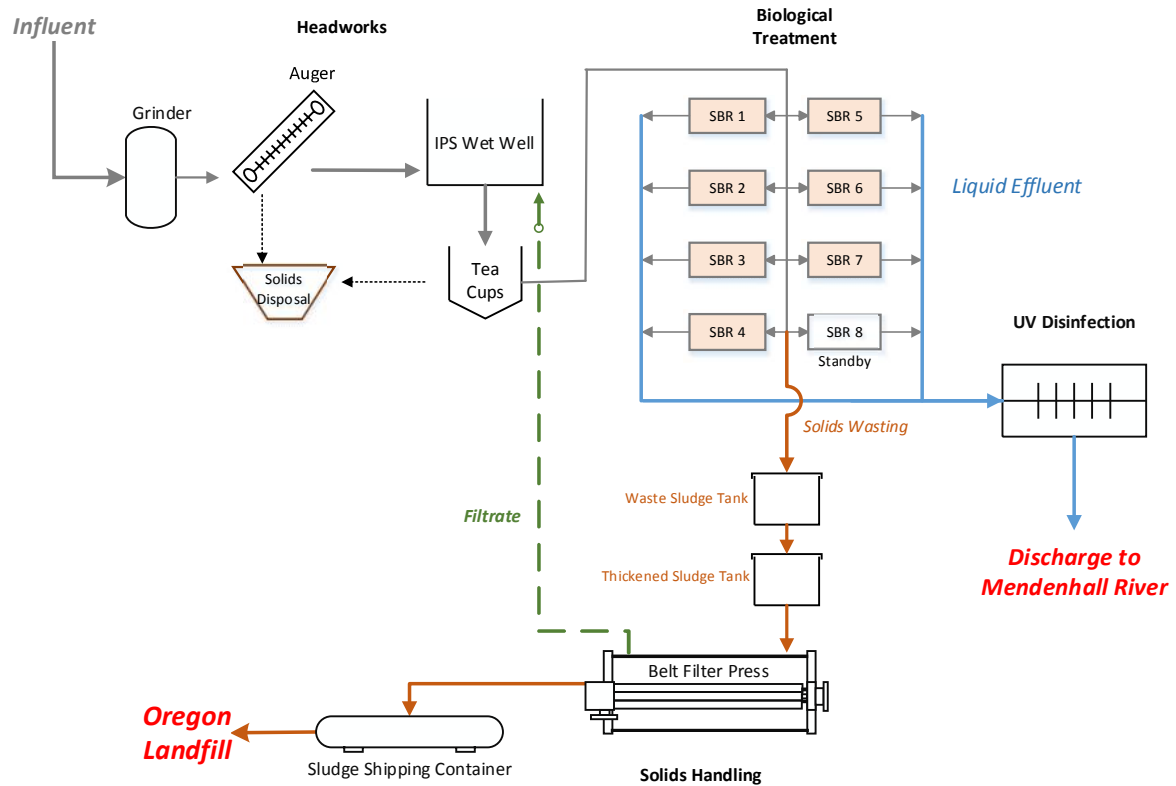 Influent
Headworks
Biological
Treatment
Auger
Grinder
IPS Wet Well
SBR 1
SBR 5
SBR 2
SBR 6
Liquid Effluent
SBR 3
SBR 7
Tea
Cups
Solids
Disposal
SBR 4
SBR 8
Standby
UV Disinfection
Solids Wasting
Waste Sludge Tank
Filtrate
Thickened Sludge Tank
Discharge to
Mendenhall River
Belt Filter Press
Oregon
Landfill
Sludge Shipping Container
Solids Handling